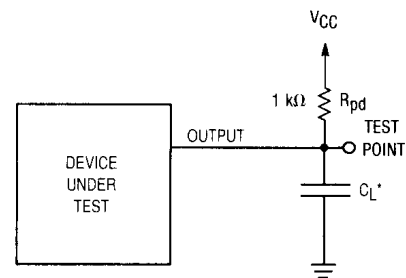 VCC
1 kΩ Rpd
TEST
POINT
OUTPUT
DEVICE
UNDER
TEST
CL*